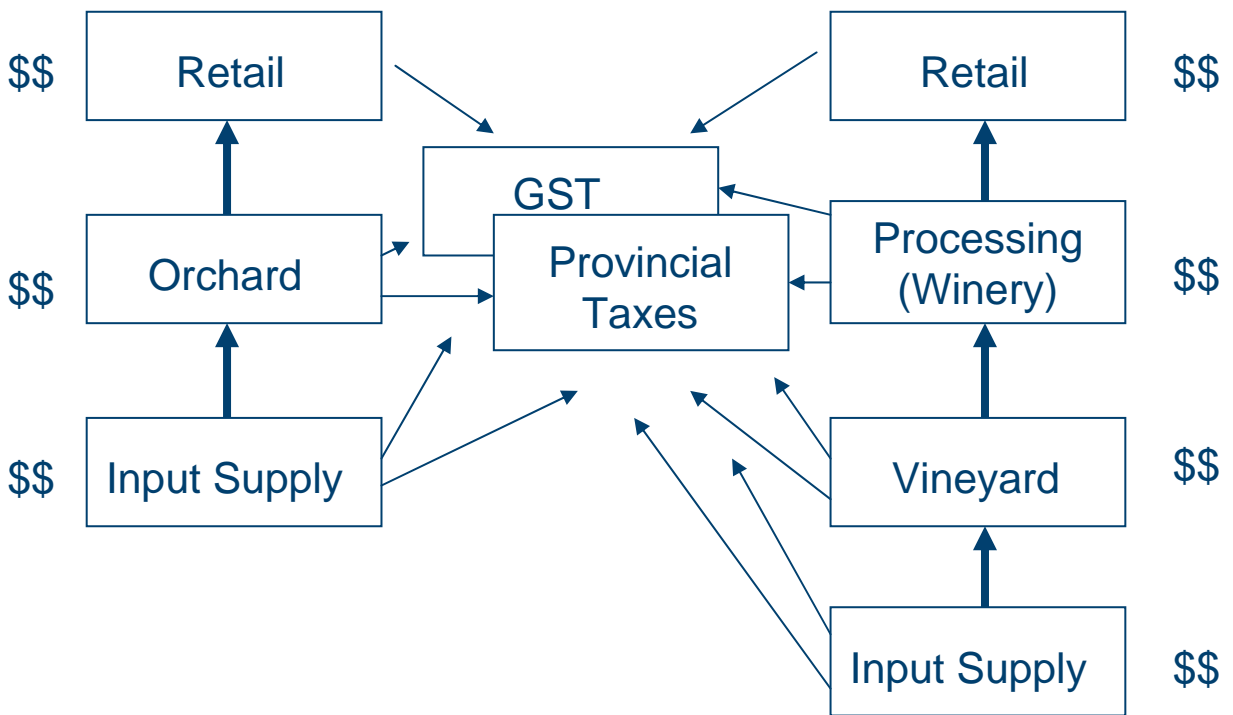 $$
Retail
Retail
$$
GST
$$
Orchard
Provincial
Taxes
Processing
(Winery)
$$
$$
Input Supply
Vineyard
$$
Input Supply
$$